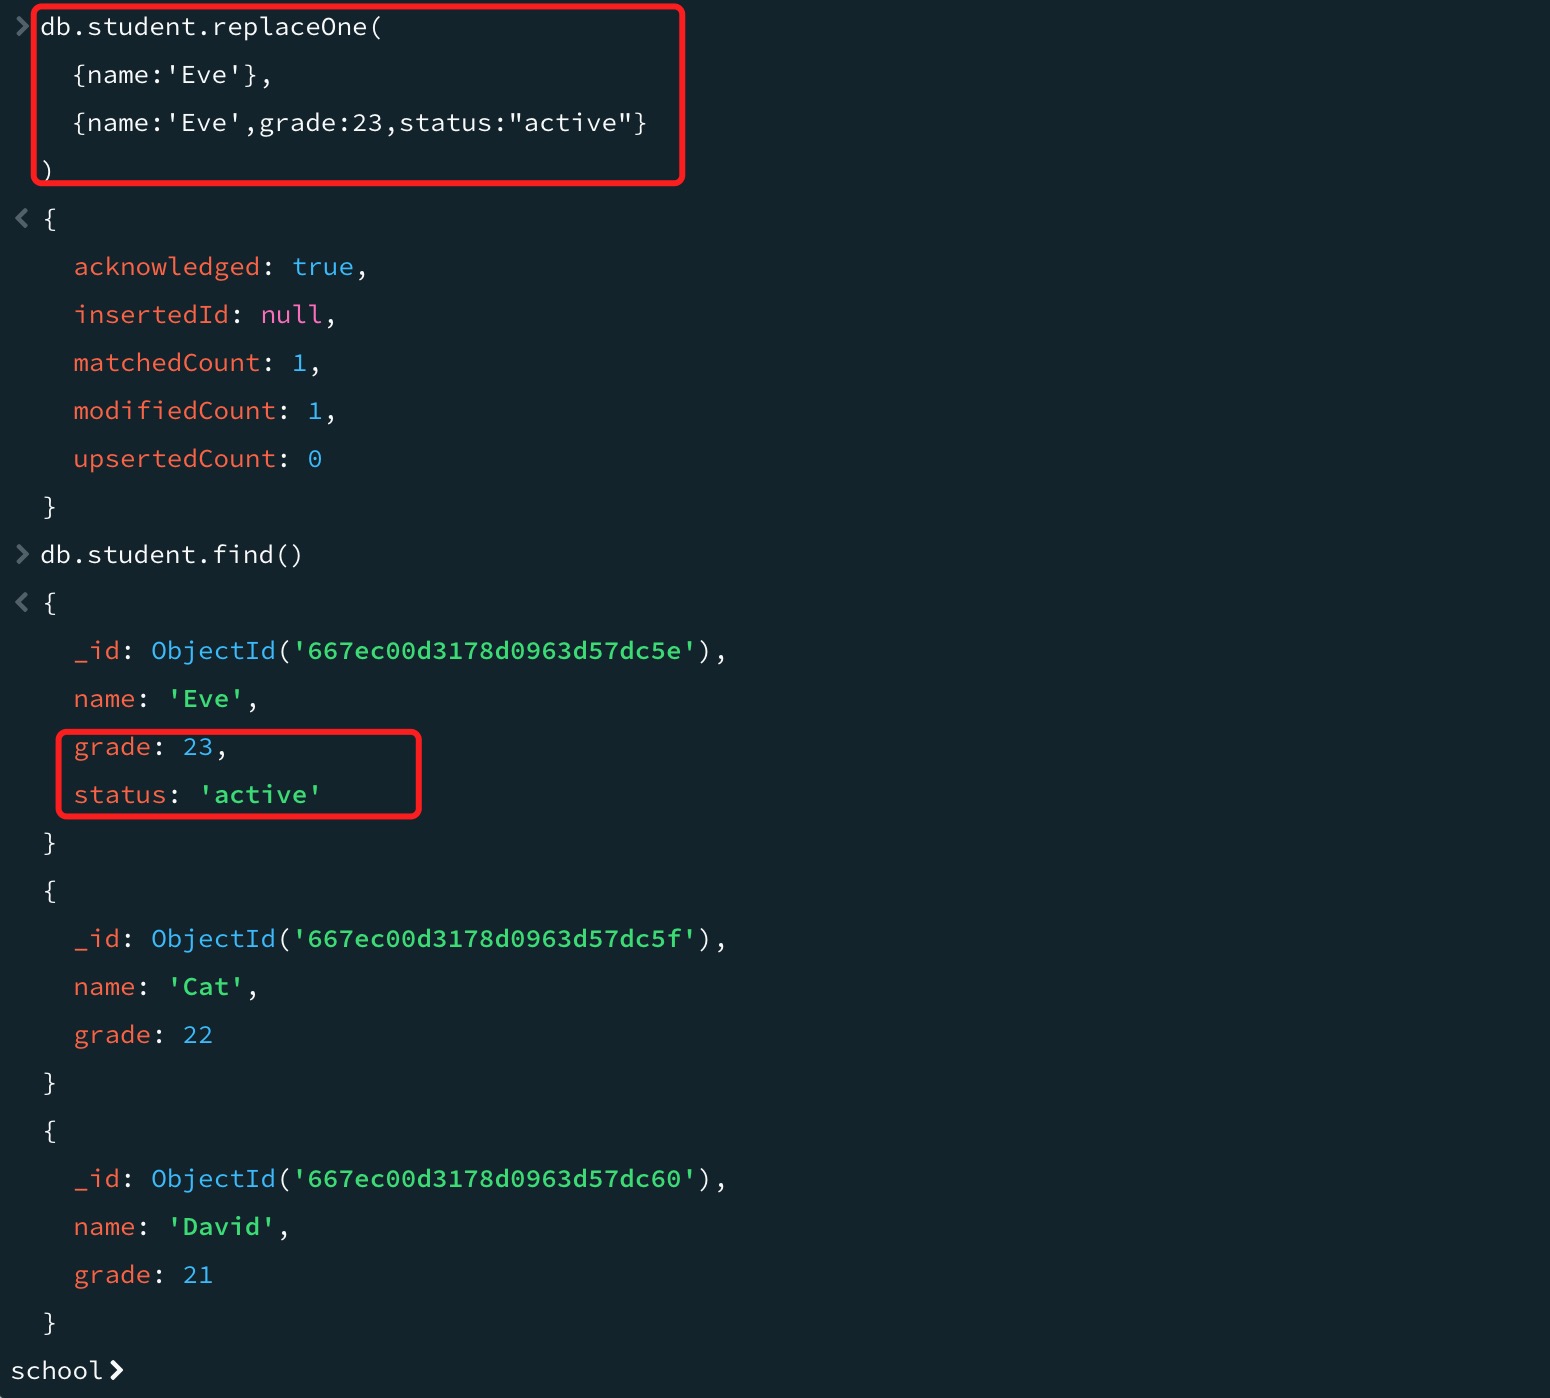 db.student.replaceOne(
{name:'Eve'},
{name:'Eve',grade:23,status:"active"}
)
{
acknowledged: true,
insertedId: null,
matchedCount: 1,
modifiedCount: 1,
upsertedCount: 0
}
db.student.find()
{
_id: ObjectId('667ec00d3178d0963d57dc5e'),
name: 'Eve',
grade: 23,
status: 'active'
}
{
_id: ObjectId('667ec00d3178d0963d57dc5f'),
name: 'Cat',
grade: 22
}
{
_id: ObjectId('667ec00d3178d0963d57dc60'),
name: 'David',
grade: 21
}
school>